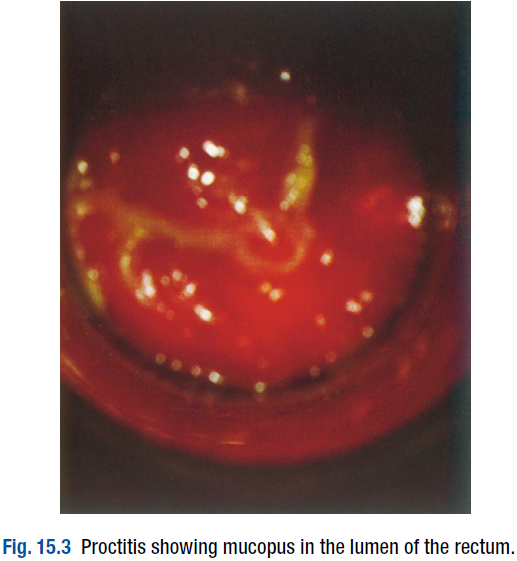 Fig. 15.3 Proctitis showing mucopus in the lumen of the rectum.